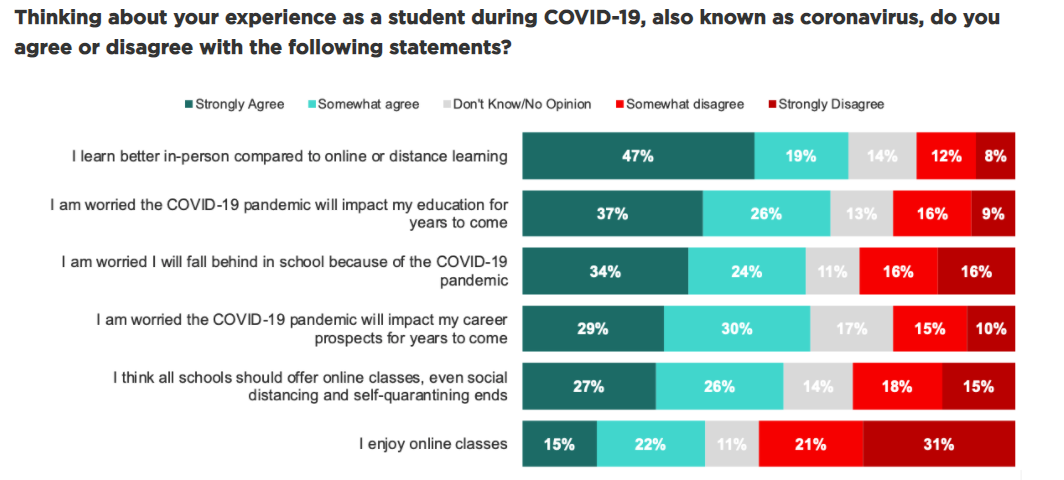 Thinking about your experience as a student during COVID-19, also known as coronavirus, do you
agree or disagree with the following statements?
Strongly Agree Somewhat agree Don't Know/No Opinion Somewhat disagree Strongly Disagree
I learn better in-person compared to online or distance learning 47% 19% 14% 12% 8%
I am worried the COVID-19 pandemic will impact my education for
years to come 37% 26% 13% 16% 9%
I am worried I will fall behind in school because of the COVID-19
pandemic 34% 24% 11% 16% 16%
I am worried the COVID-19 pandemic will impact my career
prospects for years to come 29% 30% 17% 15% 10%
I think all schools should offer online classes, even social
distancing and self-quarantining ends 27% 26% 14% 18% 15%
I enjoy online classes 15% 22% 11% 21% 31%